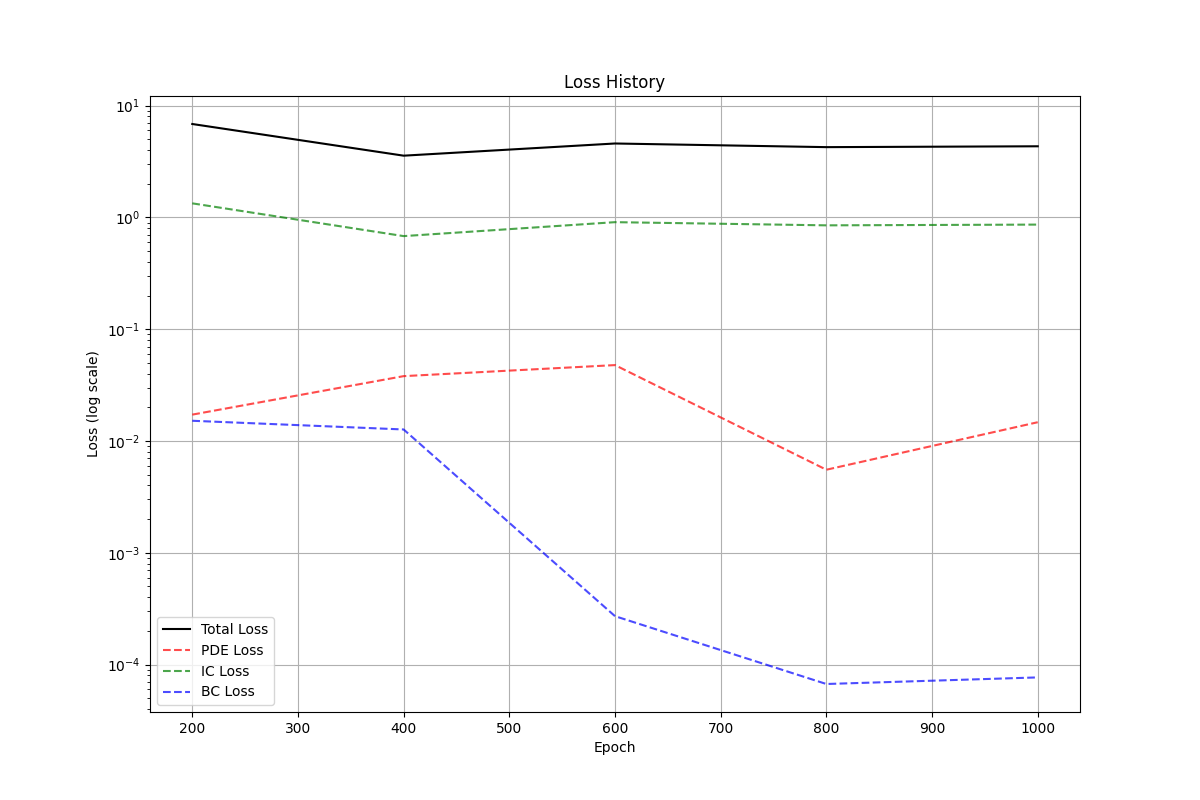 Loss History
Loss (log scale)
10¹
10⁰
10⁻¹
10⁻²
10⁻³
10⁻⁴
Total Loss
PDE Loss
IC Loss
BC Loss
200 300 400 500 600 700 800 900 1000
Epoch